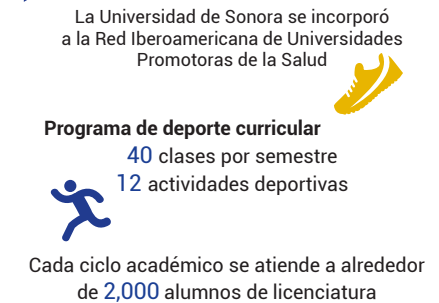 La Universidad de Sonora se incorporó
a la Red Iberoamericana de Universidades
Promotoras de la Salud
Programa de deporte curricular
40 clases por semestre
12 actividades deportivas
Cada ciclo académico se atiende a alrededor
de 2,000 alumnos de licenciatura